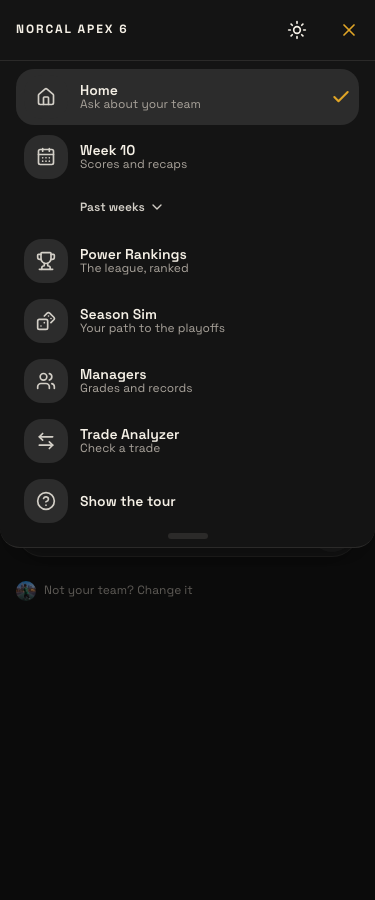 NORCAL APEX 6
Home
Ask about your team
Week 10
Scores and recaps
Past weeks
Power Rankings
The league, ranked
Season Sim
Your path to the playoffs
Managers
Grades and records
Trade Analyzer
Check a trade
Show the tour
Not your team? Change it